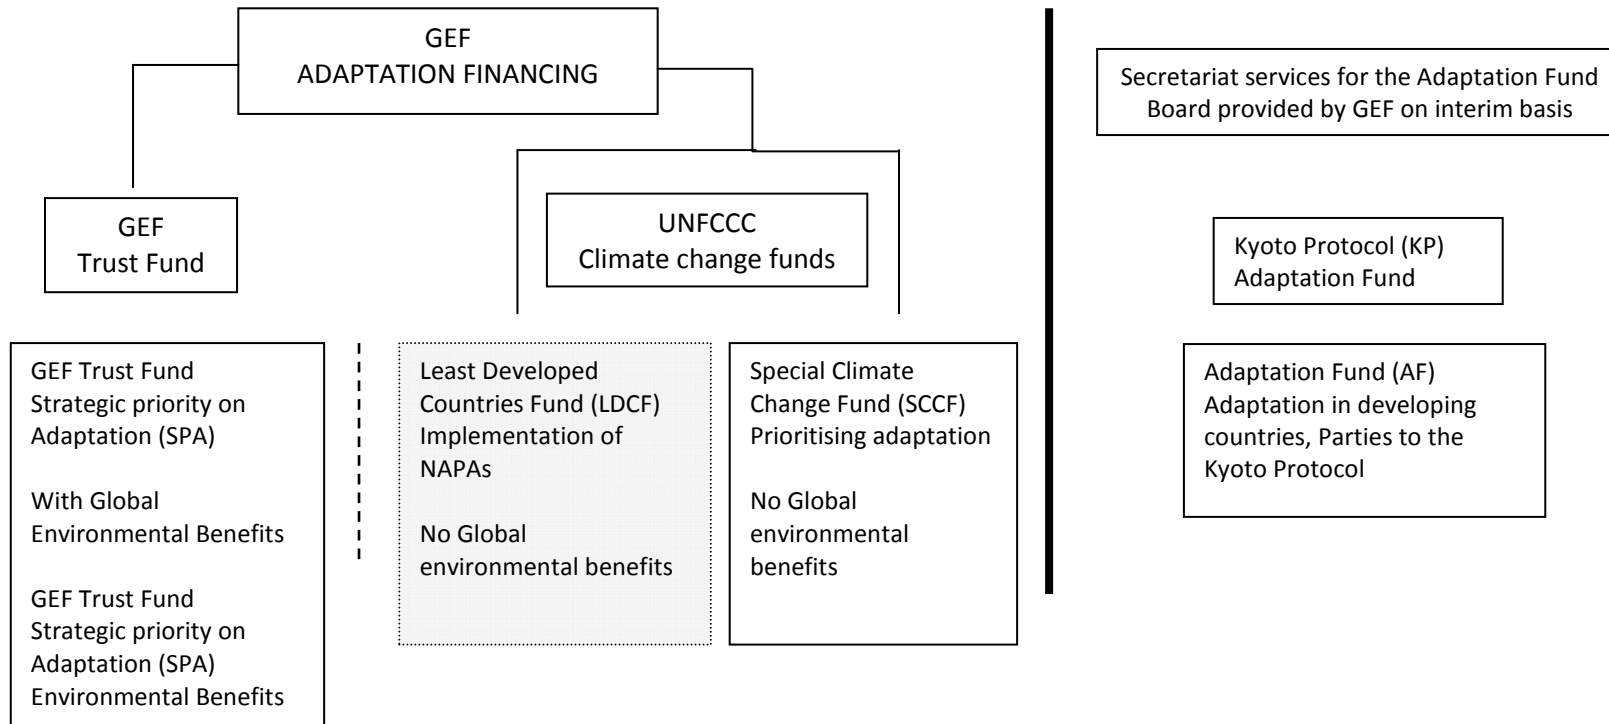 GEF
ADAPTATION FINANCING
Secretariat services for the Adaptation Fund
Board provided by GEF on interim basis
GEF
Trust Fund
UNFCCC
Climate change funds
Kyoto Protocol (KP)
Adaptation Fund
GEF Trust Fund
Strategic priority on
Adaptation (SPA)
With Global
Environmental Benefits
GEF Trust Fund
Strategic priority on
Adaptation (SPA)
Environmental Benefits
Least Developed
Countries Fund (LDCF)
Implementation of
NAPAs
No Global
environmental benefits
Special Climate
Change Fund (SCCF)
Prioritising adaptation
No Global
environmental
benefits
Adaptation Fund (AF)
Adaptation in developing
countries, Parties to the
Kyoto Protocol